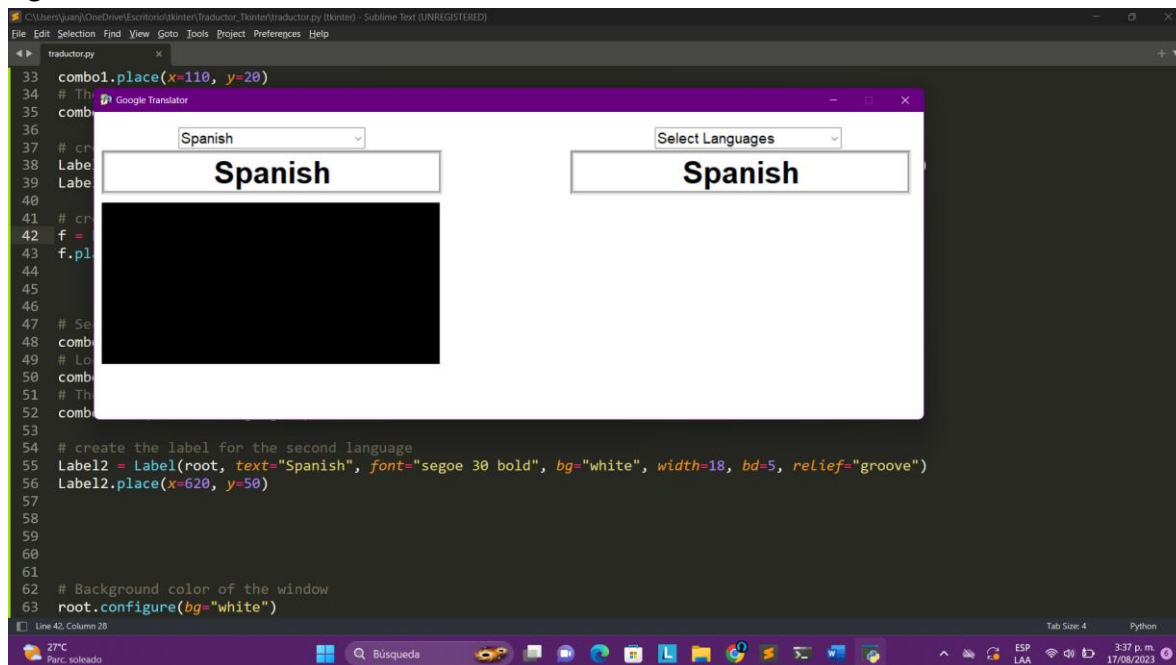 C:\Users\juanj\OneDrive\Escritorio\tkinter\Traductor_Tkinter\traductor.py (tkinter) - Sublime Text (UNREGISTERED)
File Edit Selection Find View Goto Tools Project Preferences Help
traductor.py
33 combo1.place(x=110, y=20)
34 # Th
Google Translator
35 comb
36
Spanish
Select Languages
37 # cr
38 Labe
39 Labe
Spanish
Spanish
40
41 # cr
42 f =
43 f.pl
44
45
46
47 # Se
48 comb
49 # Lo
50 comb
51 # Th
52 comb
53
54 # create the label for the second language
55 Label2 = Label(root, text="Spanish", font="segoe 30 bold", bg="white", width=18, bd=5, relief="groove")
56 Label2.place(x=620, y=50)
57
58
59
60
61
62 # Background color of the window
63 root.configure(bg="white")
Line 42, Column 28
Tab Size: 4
Python
27°C
Parc. soleado
Búsqueda
ESP
LAA
3:37 p. m.
17/08/2023